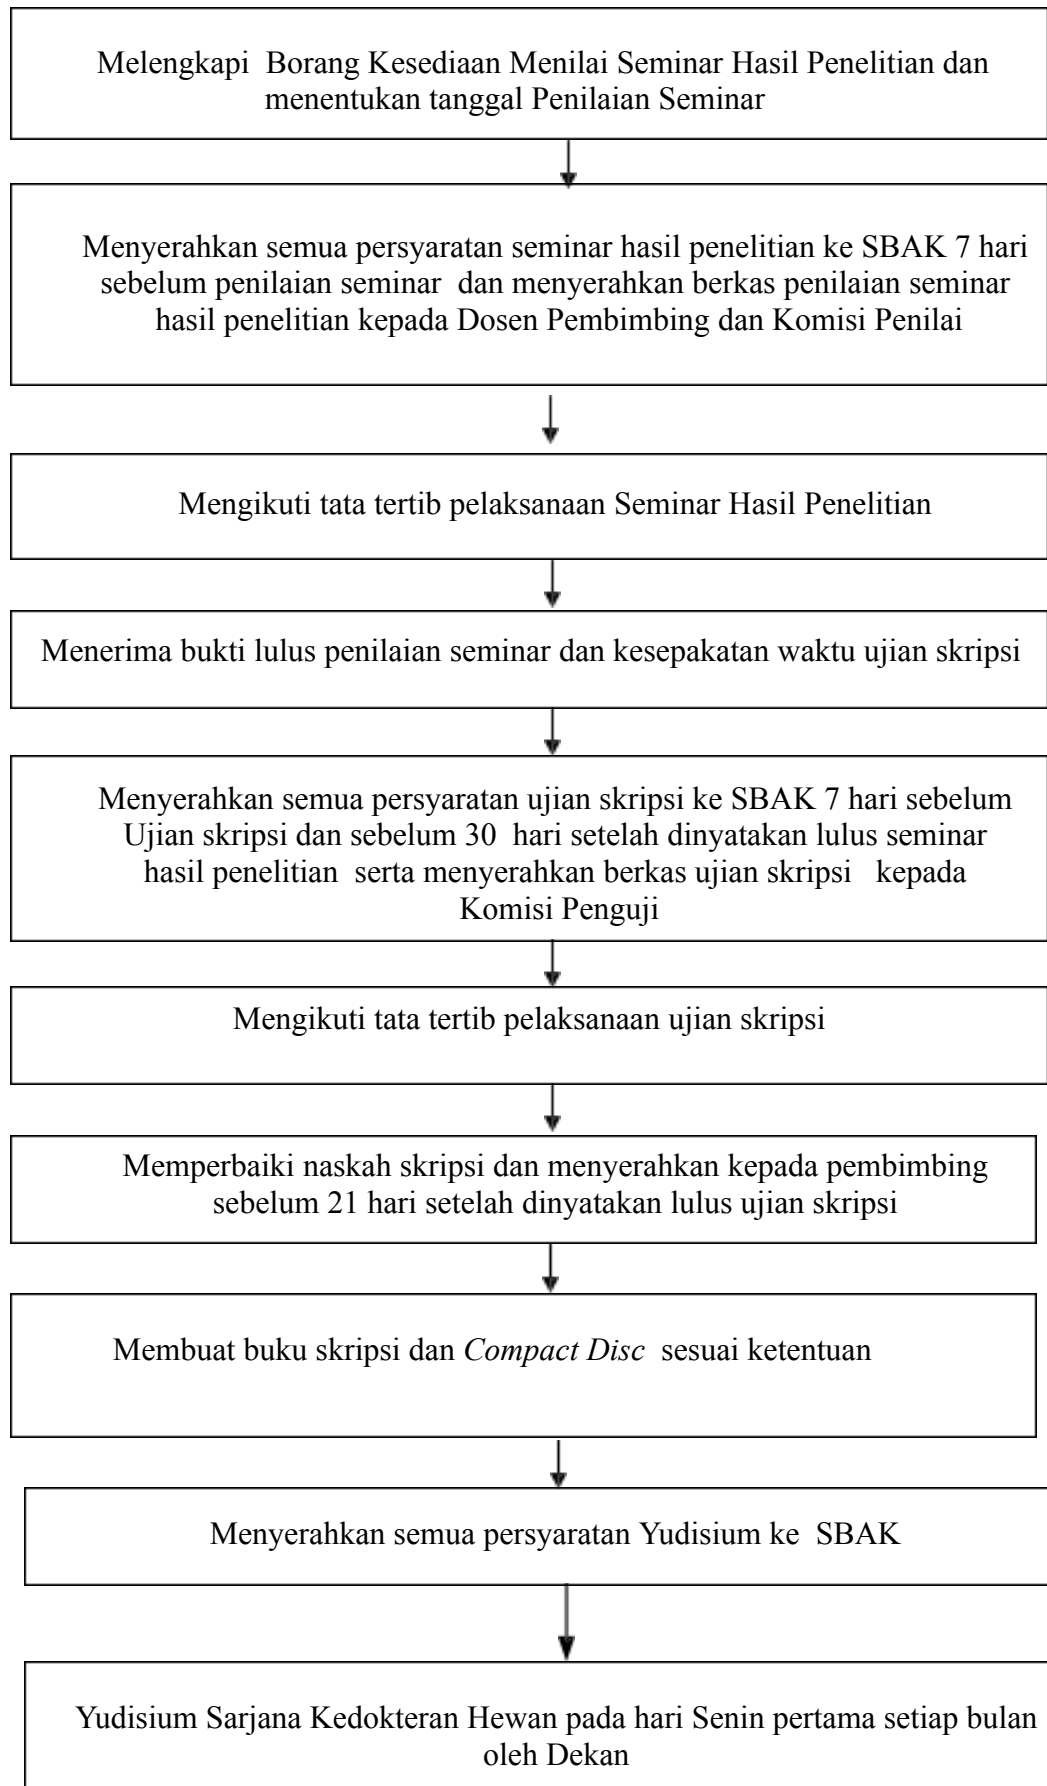 Melengkapi Borang Kesediaan Menilai Seminar Hasil Penelitian dan
menentukan tanggal Penilaian Seminar
Menyerahkan semua persyaratan seminar hasil penelitian ke SBAK 7 hari
sebelum penilaian seminar dan menyerahkan berkas penilaian seminar
hasil penelitian kepada Dosen Pembimbing dan Komisi Penilai
Mengikuti tata tertib pelaksanaan Seminar Hasil Penelitian
Menerima bukti lulus penilaian seminar dan kesepakatan waktu ujian skripsi
Menyerahkan semua persyaratan ujian skripsi ke SBAK 7 hari sebelum
Ujian skripsi dan sebelum 30 hari setelah dinyatakan lulus seminar
hasil penelitian serta menyerahkan berkas ujian skripsi kepada
Komisi Penguji
Mengikuti tata tertib pelaksanaan ujian skripsi
Memperbaiki naskah skripsi dan menyerahkan kepada pembimbing
sebelum 21 hari setelah dinyatakan lulus ujian skripsi
Membuat buku skripsi dan Compact Disc sesuai ketentuan
Menyerahkan semua persyaratan Yudisium ke SBAK
Yudisium Sarjana Kedokteran Hewan pada hari Senin pertama setiap bulan
oleh Dekan